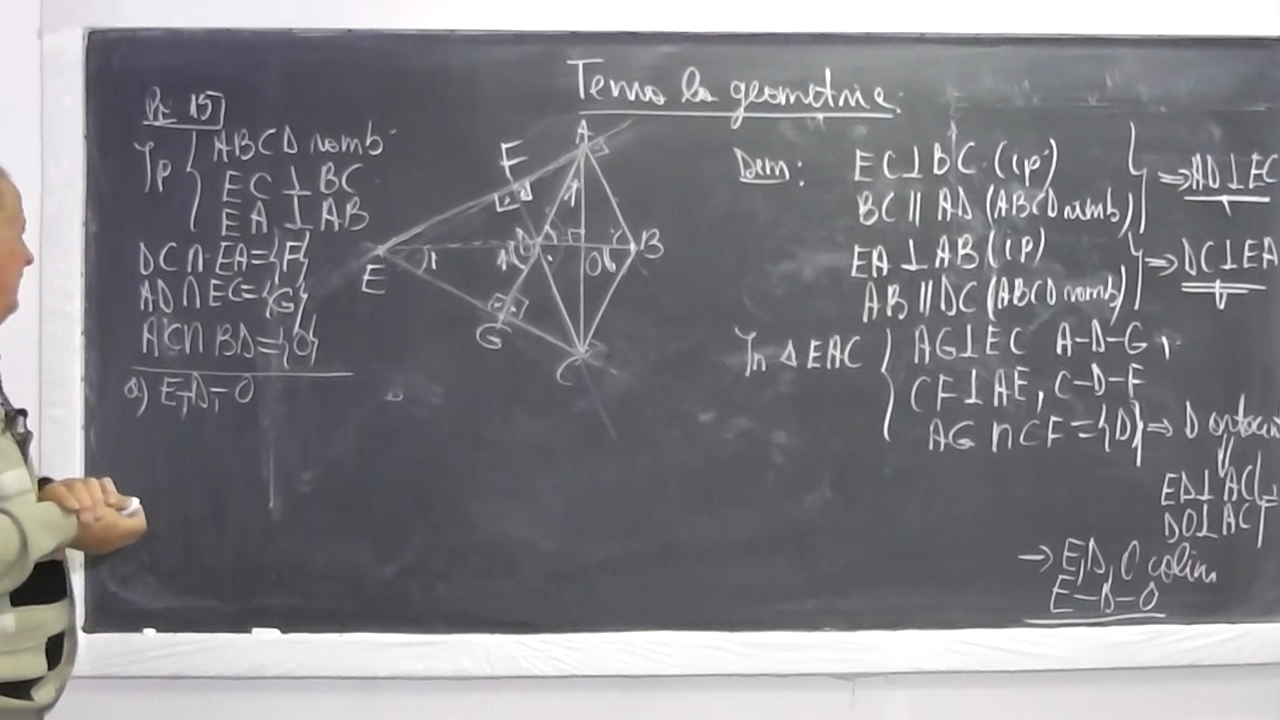 Tema la geometrie.
Pr 15
Ip { ABCD romb
EC ⊥ BC
EA ⊥ AB
DC ∩ EA = {F}
AD ∩ EC = {G}
AC ∩ BD = {O}
a) E-D-O
A
F
D
B
E
O
G
C
Dem: EC ⊥ BC (ip)
BC ∥ AD (ABCD romb) } ⇒ AD ⊥ EC
EA ⊥ AB (ip)
AB ∥ DC (ABCD romb) } ⇒ DC ⊥ EA
In Δ EAC { AG ⊥ EC A-D-G
CF ⊥ AE, C-D-F
AG ∩ CF = {D} ⇒ D
ED ⊥ AC
DO ⊥ AC
→ E, D, O colin
E-D-O